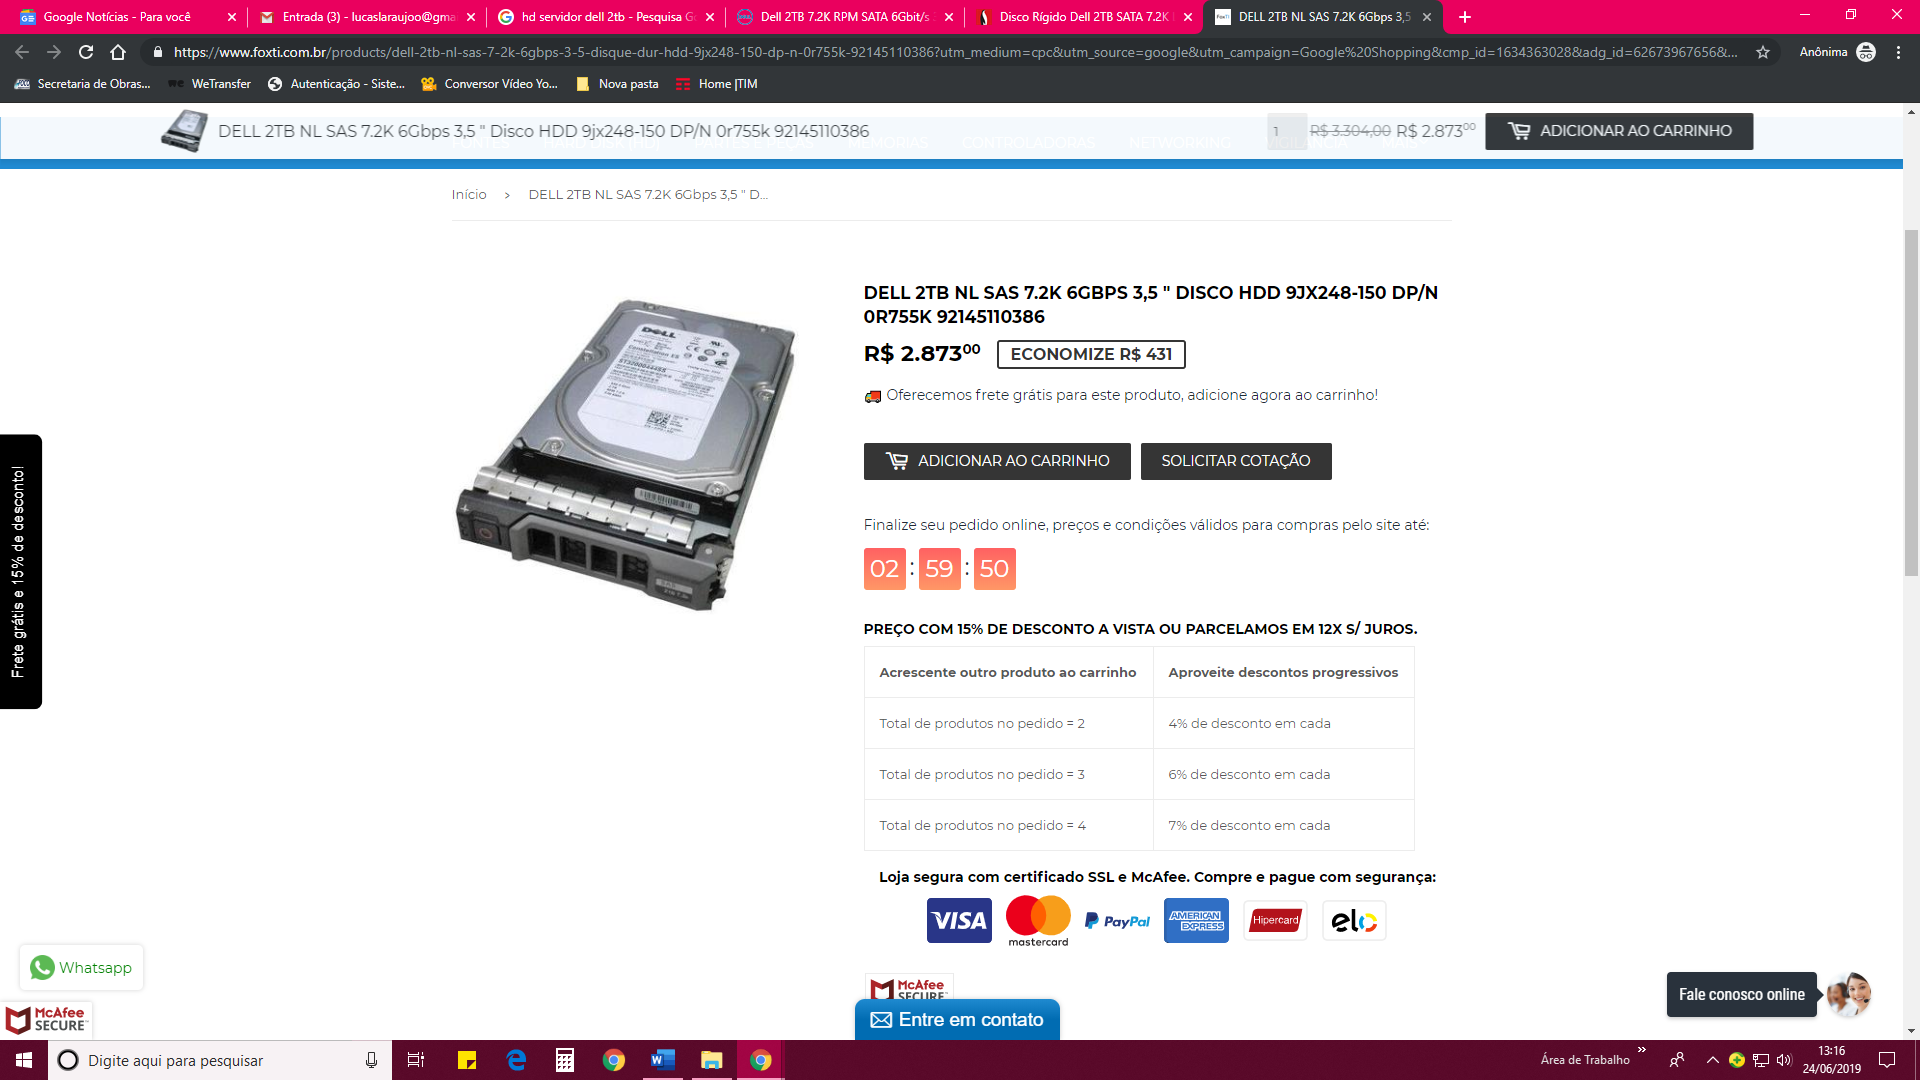 Google Notícias - Para você
Entrada (3) - lucaslaraujoo@gma
hd servidor dell 2tb - Pesquisa G
Dell 2TB 7.2K RPM SATA 6Gbit/s
Disco Rígido Dell 2TB SATA 7.2K
DELL 2TB NL SAS 7.2K 6Gbps 3,5
https://www.foxti.com.br/products/dell-2tb-nl-sas-7-2k-6gbps-3-5-disque-dur-hdd-9jx248-150-dp-n-0r755k-92145110386?utm_medium=cpc&utm_source=google&utm_campaign=Google%20Shopping&cmp_id=1634363028&adg_id=62673967656&...
Anônima
Secretaria de Obras...
WeTransfer
Autenticação - Siste...
Conversor Vídeo Yo...
Nova pasta
Home |TIM
DELL 2TB NL SAS 7.2K 6Gbps 3,5 " Disco HDD 9jx248-150 DP/N 0r755k 92145110386
1
R$ 3.304,00 R$ 2.873⁰⁰
ADICIONAR AO CARRINHO
MEMÓRIAS
CONTROLADORAS
NETWORKING
Início > DELL 2TB NL SAS 7.2K 6Gbps 3,5 " D...
DELL
DELL 2TB NL SAS 7.2K 6GBPS 3,5 " DISCO HDD 9JX248-150 DP/N
0R755K 92145110386
R$ 2.873⁰⁰ ECONOMIZE R$ 431
Oferecemos frete grátis para este produto, adicione agora ao carrinho!
ADICIONAR AO CARRINHO
SOLICITAR COTAÇÃO
Finalize seu pedido online, preços e condições válidos para compras pelo site até:
02 : 59 : 50
PREÇO COM 15% DE DESCONTO A VISTA OU PARCELAMOS EM 12X S/ JUROS.
Acrescente outro produto ao carrinho Aproveite descontos progressivos
Total de produtos no pedido = 2 4% de desconto em cada
Total de produtos no pedido = 3 6% de desconto em cada
Total de produtos no pedido = 4 7% de desconto em cada
Loja segura com certificado SSL e McAfee. Compre e pague com segurança:
VISA
mastercard
PayPal
AMERICAN EXPRESS
Hipercard
elo
McAfee
SECURE
Frete grátis e 15% de desconto!
Whatsapp
McAfee
SECURE™
Entre em contato
Fale conosco online
Digite aqui para pesquisar
Área de Trabalho
13:16
24/06/2019